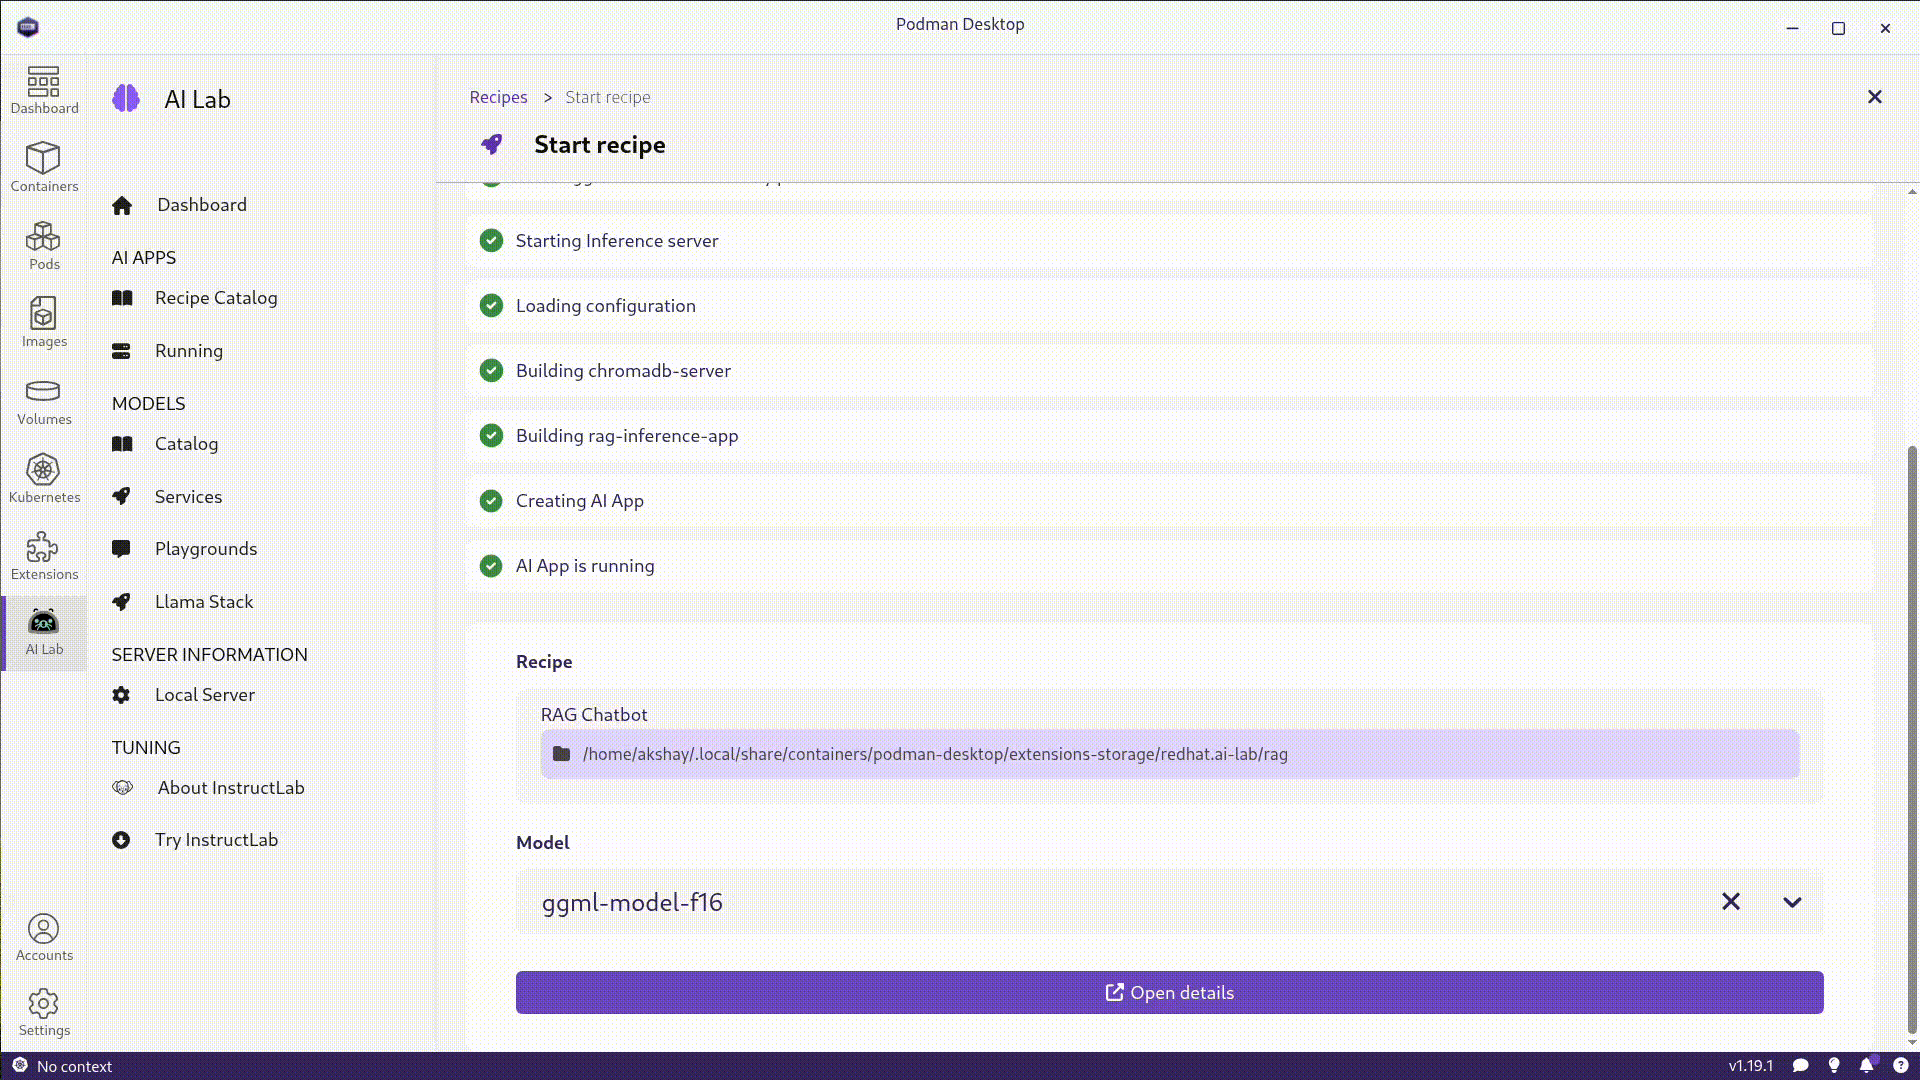 Podman Desktop
Dashboard
Containers
Pods
Images
Volumes
Kubernetes
Extensions
AI Lab
Accounts
Settings
AI Lab
Dashboard
AI APPS
Recipe Catalog
Running
MODELS
Catalog
Services
Playgrounds
Llama Stack
SERVER INFORMATION
Local Server
TUNING
About InstructLab
Try InstructLab
Recipes > Start recipe
Start recipe
Starting Inference server
Loading configuration
Building chromadb-server
Building rag-inference-app
Creating AI App
AI App is running
Recipe
RAG Chatbot
/home/akshay/.local/share/containers/podman-desktop/extensions-storage/redhat.ai-lab/rag
Model
ggml-model-f16
Open details
No context
v1.19.1